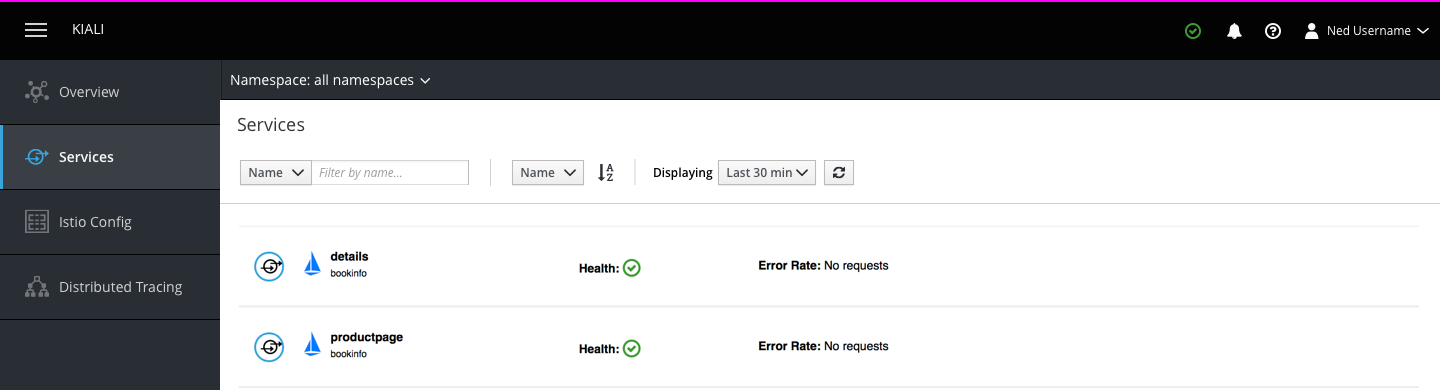 KIALI
Ned Username
Namespace: all namespaces
Overview
Services
Istio Config
Distributed Tracing
Services
Name Filter by name... Name A Z Displaying Last 30 min
details
bookinfo
Health: Error Rate: No requests
productpage
bookinfo
Health: Error Rate: No requests